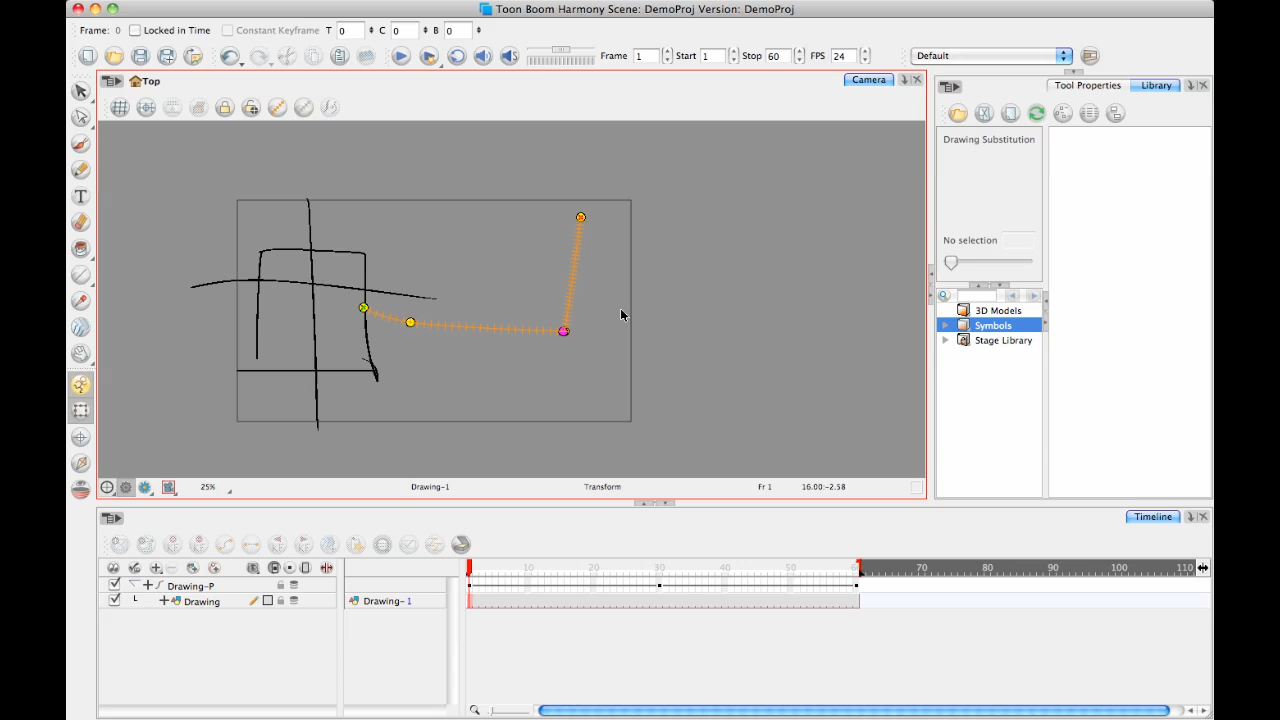 Toon Boom Harmony Scene: DemoProj Version: DemoProj
Frame: 0 Locked in Time Constant Keyframe T 0 C 0 B 0
Frame 1 Start 1 Stop 60 FPS 24 Default
Top Camera
Tool Properties Library
T
Drawing Substitution
No selection
3D Models
Symbols
Stage Library
25% Drawing-1 Transform Fr 1 16.00:-2.58
Timeline
10 20 30 40 50 70 80 90 100 110
Drawing-P
Drawing Drawing- 1